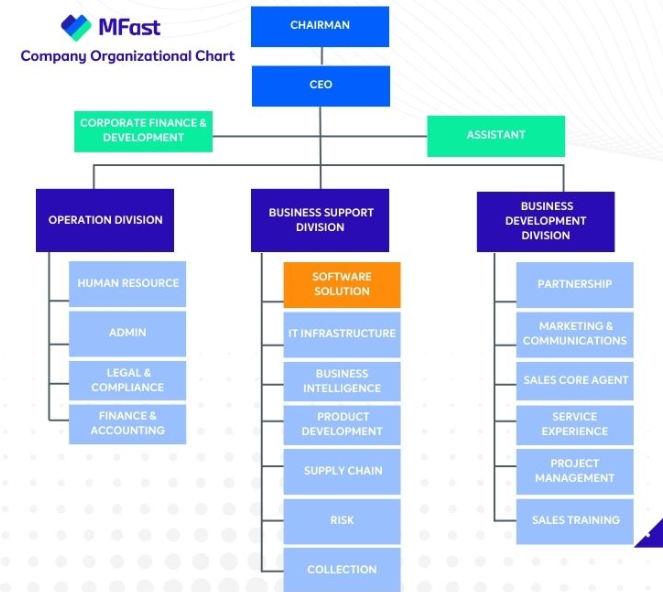 MFast
Company Organizational Chart
CHAIRMAN
CEO
CORPORATE FINANCE &
DEVELOPMENT
ASSISTANT
OPERATION DIVISION
BUSINESS SUPPORT
DIVISION
BUSINESS
DEVELOPMENT
DIVISION
HUMAN RESOURCE
ADMIN
LEGAL &
COMPLIANCE
FINANCE &
ACCOUNTING
SOFTWARE
SOLUTION
IT INFRASTRUCTURE
BUSINESS
INTELLIGENCE
PRODUCT
DEVELOPMENT
SUPPLY CHAIN
RISK
COLLECTION
PARTNERSHIP
MARKETING &
COMMUNICATIONS
SALES CORE AGENT
SERVICE
EXPERIENCE
PROJECT
MANAGEMENT
SALES TRAINING